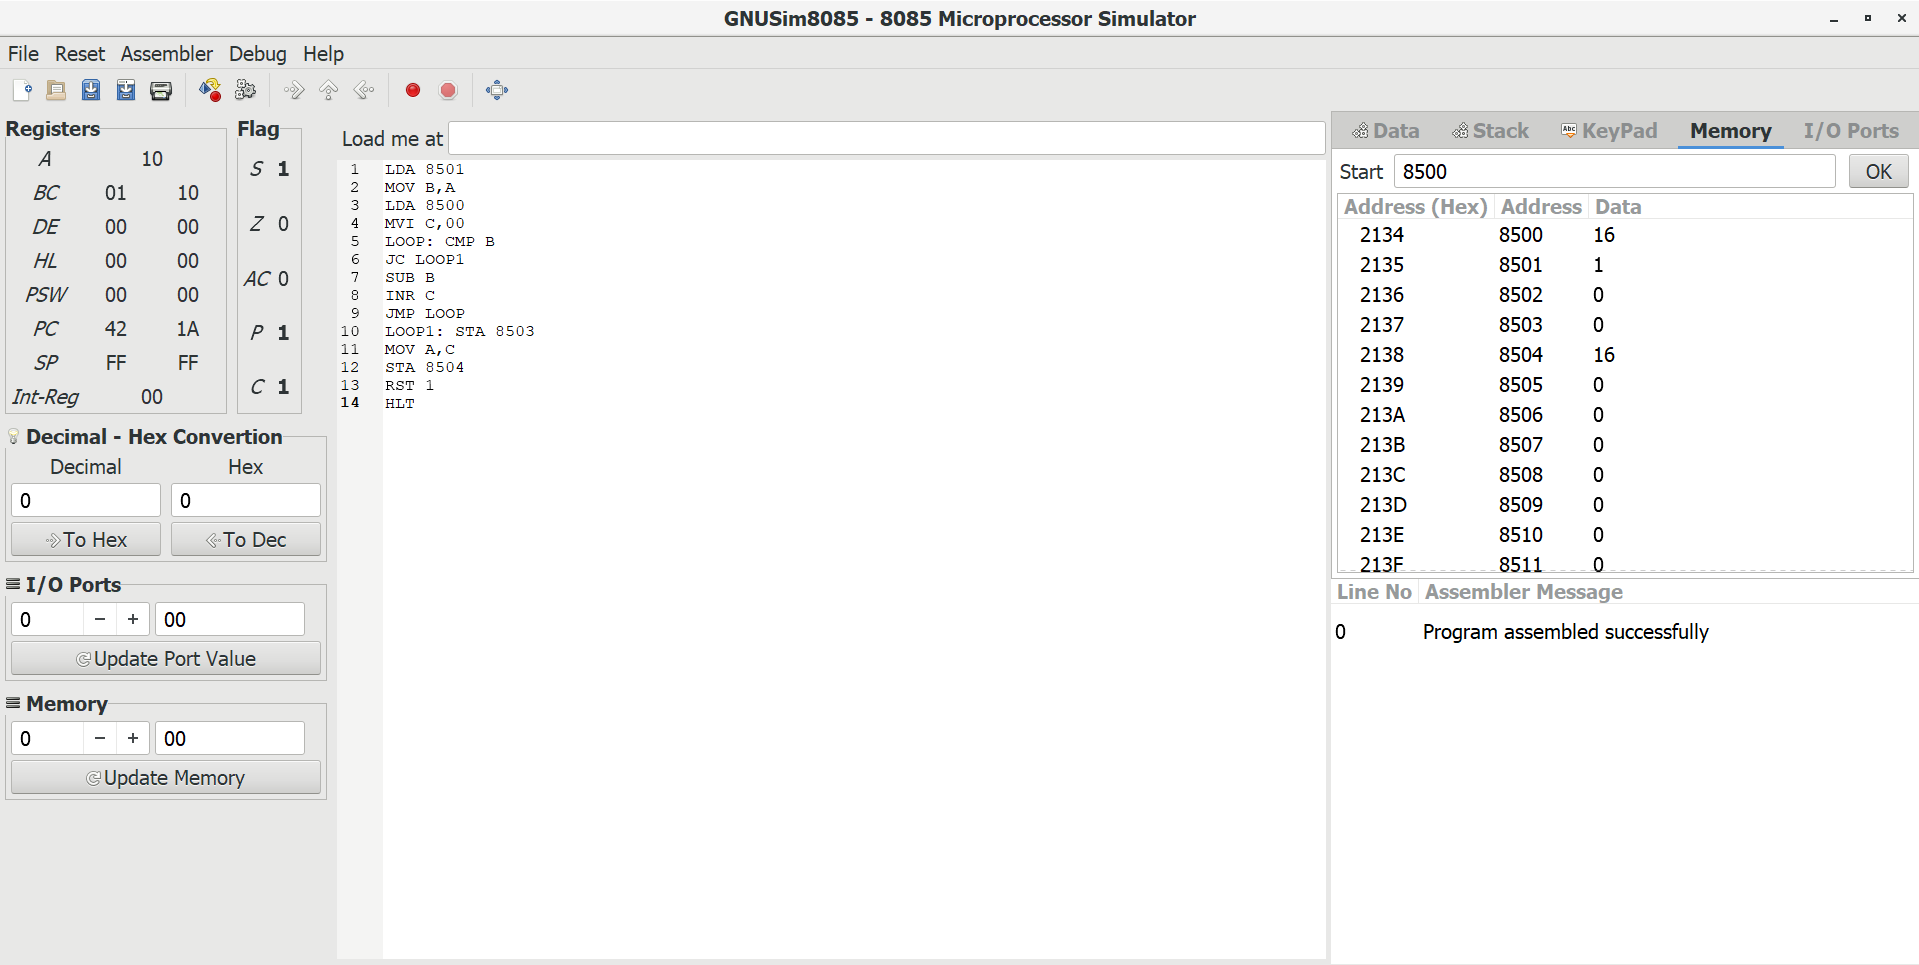 GNUSim8085 - 8085 Microprocessor Simulator
File Reset Assembler Debug Help
Registers
A 10
BC 01 10
DE 00 00
HL 00 00
PSW 00 00
PC 42 1A
SP FF FF
Int-Reg 00
Flag
S 1
Z 0
AC 0
P 1
C 1
Decimal - Hex Convertion
Decimal Hex
0 0
To Hex To Dec
I/O Ports
0 − + 00
Update Port Value
Memory
0 − + 00
Update Memory
Load me at
1 LDA 8501
2 MOV B,A
3 LDA 8500
4 MVI C,00
5 LOOP: CMP B
6 JC LOOP1
7 SUB B
8 INR C
9 JMP LOOP
10 LOOP1: STA 8503
11 MOV A,C
12 STA 8504
13 RST 1
14 HLT
Data Stack Abc KeyPad Memory I/O Ports
Start 8500 OK
Address (Hex) Address Data
2134 8500 16
2135 8501 1
2136 8502 0
2137 8503 0
2138 8504 16
2139 8505 0
213A 8506 0
213B 8507 0
213C 8508 0
213D 8509 0
213E 8510 0
213F 8511 0
Line No Assembler Message
0 Program assembled successfully